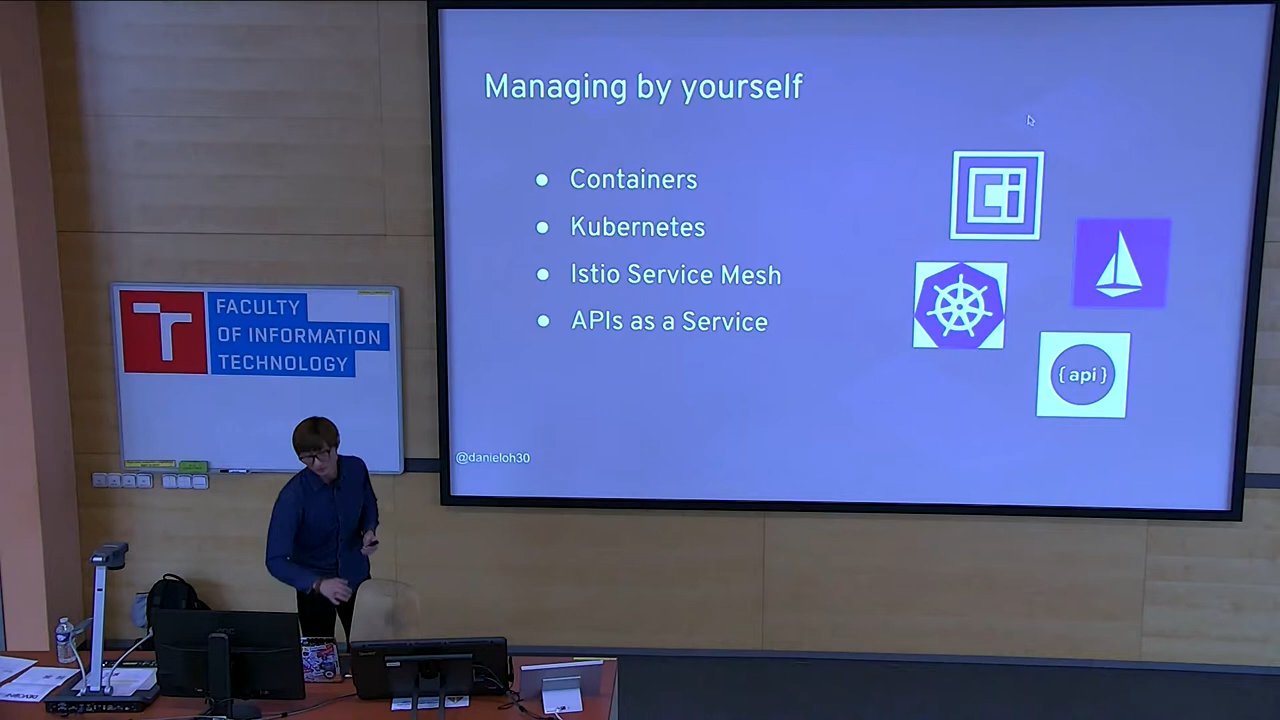 Managing by yourself
Containers
Kubernetes
Istio Service Mesh
APIs as a Service
{api}
@danieloh30
FACULTY
OF INFORMATION
TECHNOLOGY